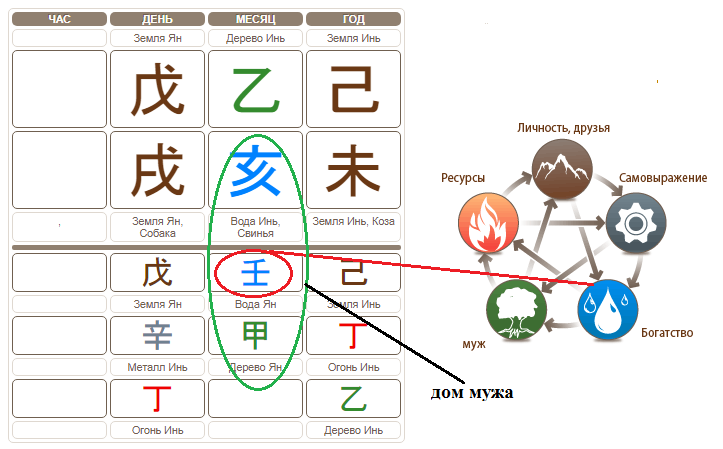 ЧАС ДЕНЬ МЕСЯЦ ГОД
Земля Ян Дерево Инь Земля Инь
戊 乙 己
戌 亥 未
Земля Ян, Собака Вода Инь, Свинья Земля Инь, Коза
戊 壬 己
Земля Ян Вода Ян Земля Инь
辛 甲 丁
Металл Инь Дерево Ян Огонь Инь
丁 乙
Огонь Инь Дерево Инь
Личность, друзья
Ресурсы
Самовыражение
муж
Богатство
дом мужа